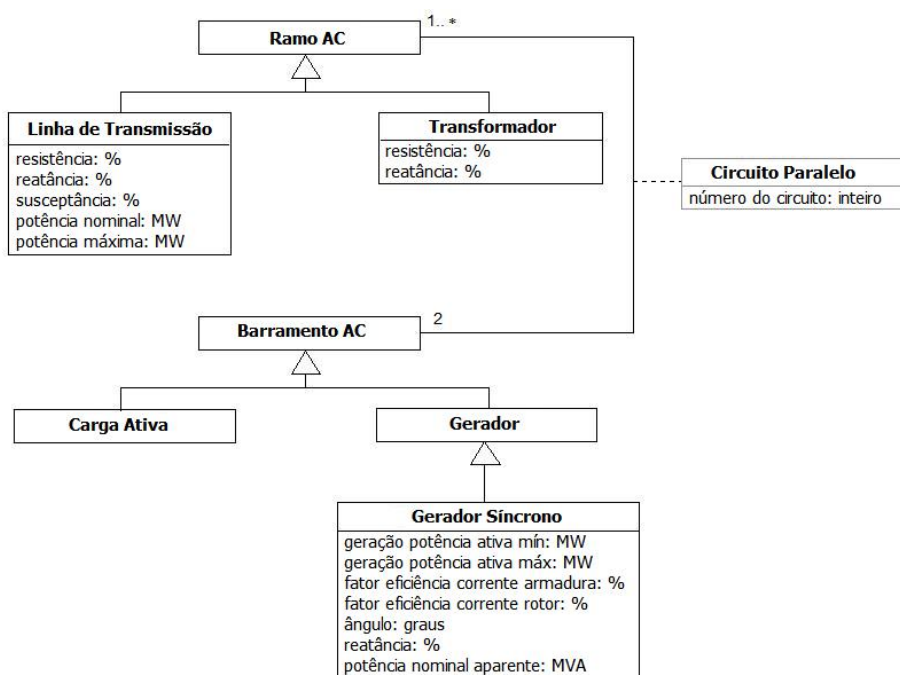 1.. *
Ramo AC
Linha de Transmissão
resistência: %
reatância: %
susceptância: %
potência nominal: MW
potência máxima: MW
Transformador
resistência: %
reatância: %
Circuito Paralelo
número do circuito: inteiro
Barramento AC
2
Carga Ativa
Gerador
Gerador Síncrono
geração potência ativa mín: MW
geração potência ativa máx: MW
fator eficiência corrente armadura: %
fator eficiência corrente rotor: %
ângulo: graus
reatância: %
potência nominal aparente: MVA